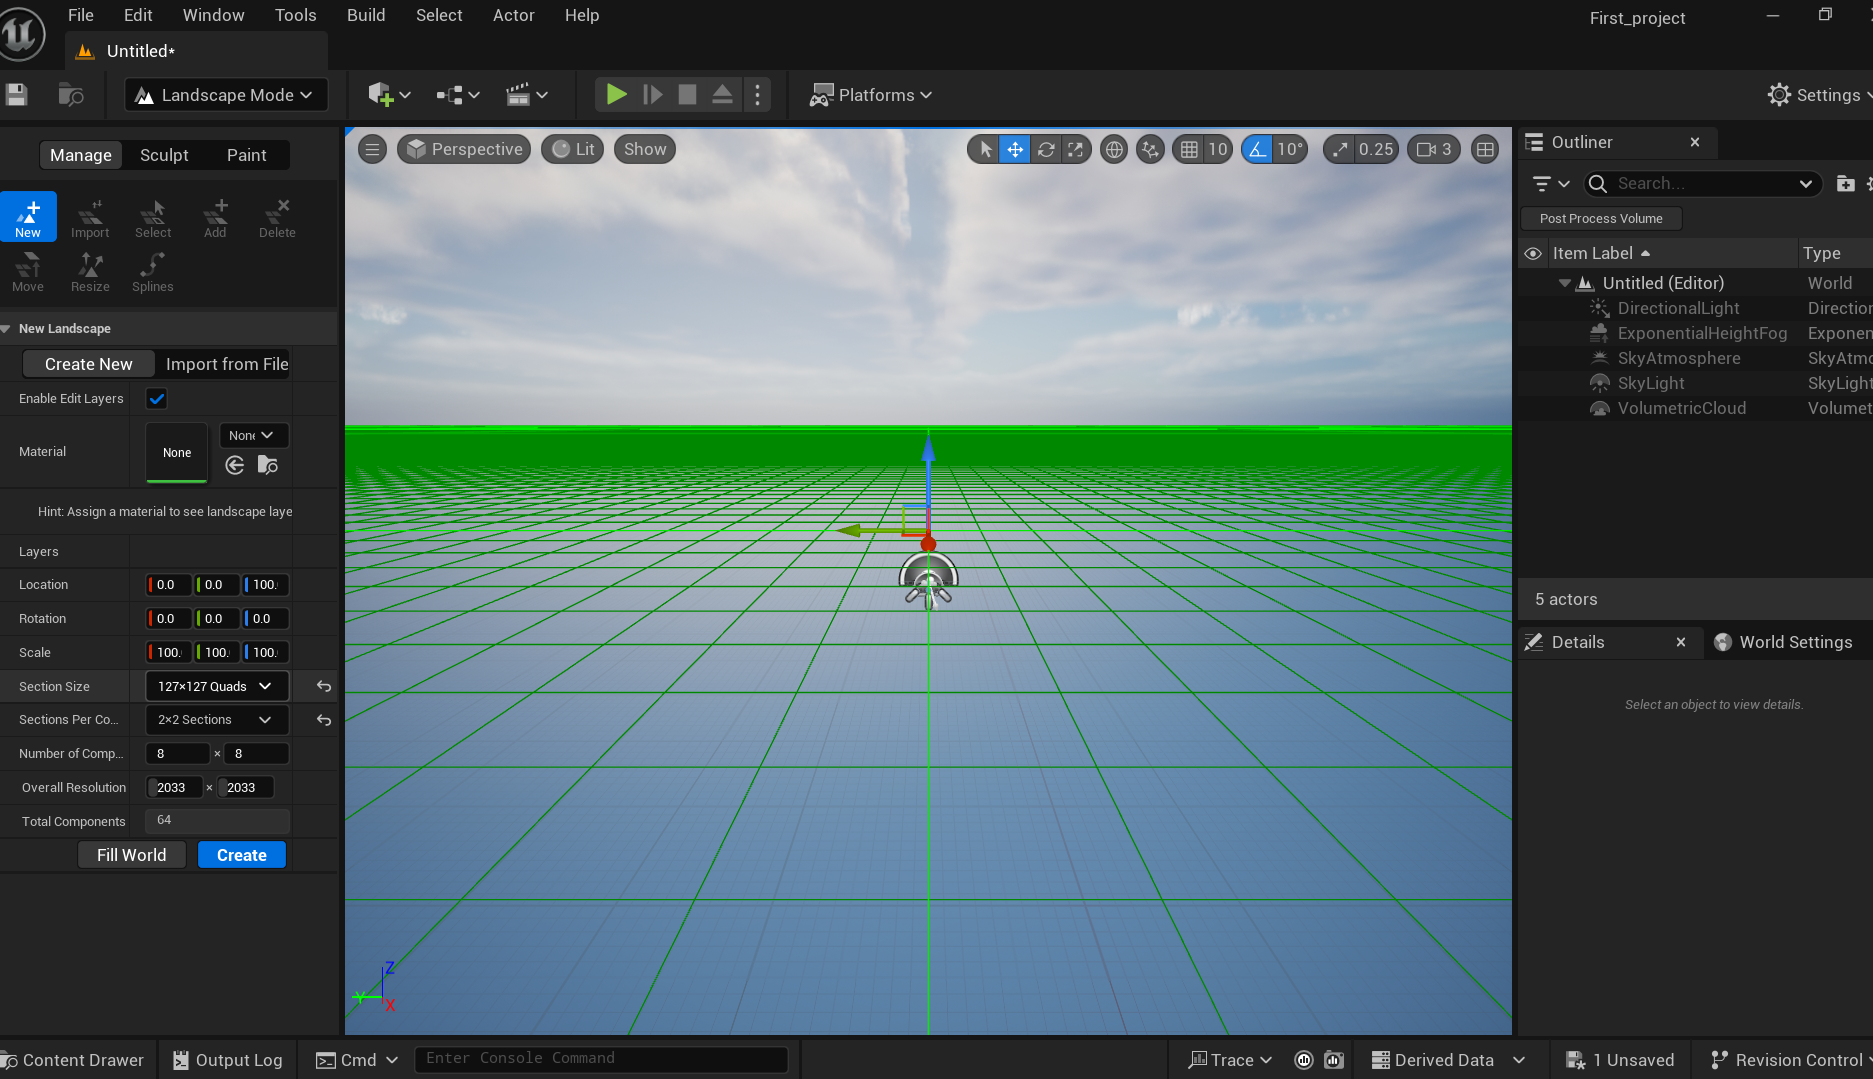 File Edit Window Tools Build Select Actor Help
First_project
Untitled*
Landscape Mode
Platforms
Settings
Manage Sculpt Paint
Perspective Lit Show
10 10° 0.25 3
Outliner
Search...
New Import Select Add Delete
Post Process Volume
Item Label Type
Move Resize Splines
Untitled (Editor) World
DirectionalLight Direction
ExponentialHeightFog Exponen
SkyAtmosphere SkyAtmo
SkyLight SkyLight
VolumetricCloud Volumet
New Landscape
Create New Import from File
Enable Edit Layers
Material None None
Hint: Assign a material to see landscape laye
Layers
Location 0.0 0.0 100.
Rotation 0.0 0.0 0.0
Scale 100. 100. 100.
Section Size 127×127 Quads
Sections Per Co... 2×2 Sections
Number of Comp... 8 × 8
Overall Resolution 2033 × 2033
Total Components 64
Fill World Create
5 actors
Details World Settings
Select an object to view details.
Z
Y
X
Content Drawer Output Log Cmd Enter Console Command Trace Derived Data 1 Unsaved Revision Control